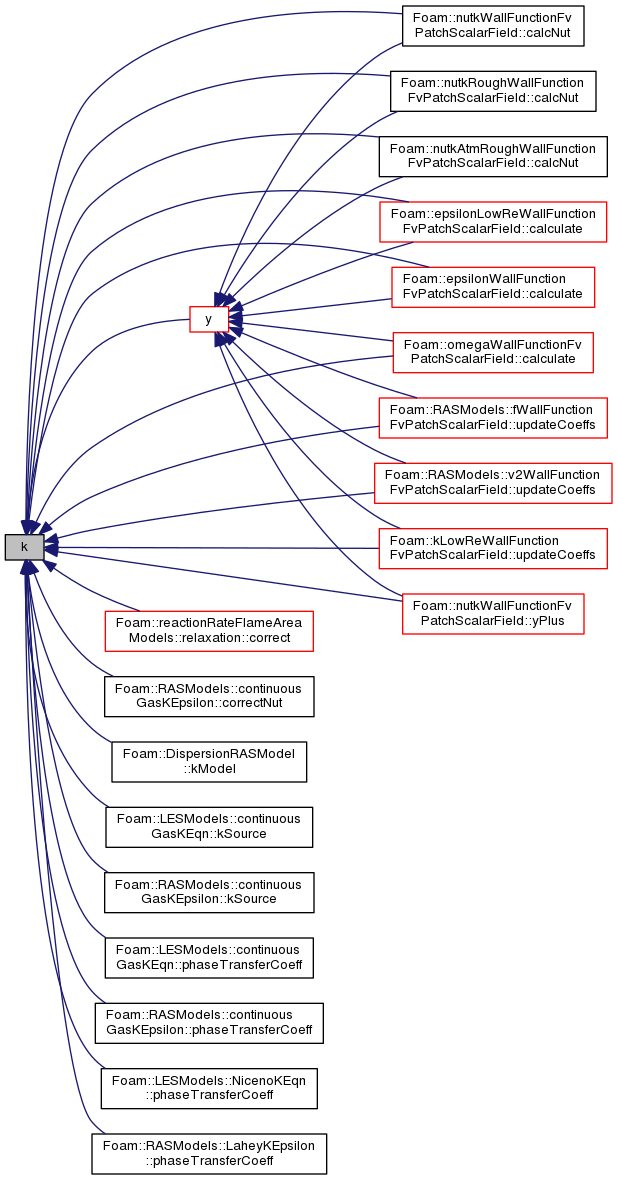 Foam::nutkWallFunctionFv
PatchScalarField::calcNut
Foam::nutkRoughWallFunction
FvPatchScalarField::calcNut
Foam::nutkAtmRoughWallFunction
FvPatchScalarField::calcNut
Foam::epsilonLowReWallFunction
FvPatchScalarField::calculate
Foam::epsilonWallFunction
FvPatchScalarField::calculate
y
Foam::omegaWallFunctionFv
PatchScalarField::calculate
Foam::RASModels::fWallFunction
FvPatchScalarField::updateCoeffs
Foam::RASModels::v2WallFunction
FvPatchScalarField::updateCoeffs
k
Foam::kLowReWallFunction
FvPatchScalarField::updateCoeffs
Foam::nutkWallFunctionFv
PatchScalarField::yPlus
Foam::reactionRateFlameArea
Models::relaxation::correct
Foam::RASModels::continuous
GasKEpsilon::correctNut
Foam::DispersionRASModel
::kModel
Foam::LESModels::continuous
GasKEqn::kSource
Foam::RASModels::continuous
GasKEpsilon::kSource
Foam::LESModels::continuous
GasKEqn::phaseTransferCoeff
Foam::RASModels::continuous
GasKEpsilon::phaseTransferCoeff
Foam::LESModels::NicenoKEqn
::phaseTransferCoeff
Foam::RASModels::LaheyKEpsilon
::phaseTransferCoeff